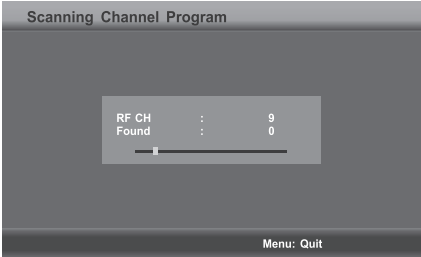 Scanning Channel Program
RF CH : 9
Found : 0
Menu: Quit